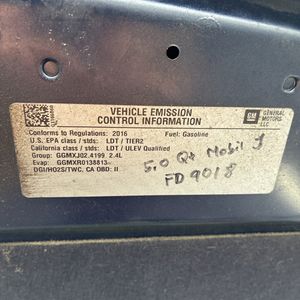 VEHICLE EMISSION
CONTROL INFORMATION
GM
GENERAL
MOTORS
LLC
Conforms to Regulations: 2016
Fuel: Gasoline
U.S. EPA class / stds: LDT / TIER2
California class / stds: LDT / ULEV Qualified
Group: GGMXJ02.4199 2.4L
Evap: GGMXR0138813
DGI/HO2S/TWC, CA OBD: II
5.0 Qt Mobil 1
FD 9018